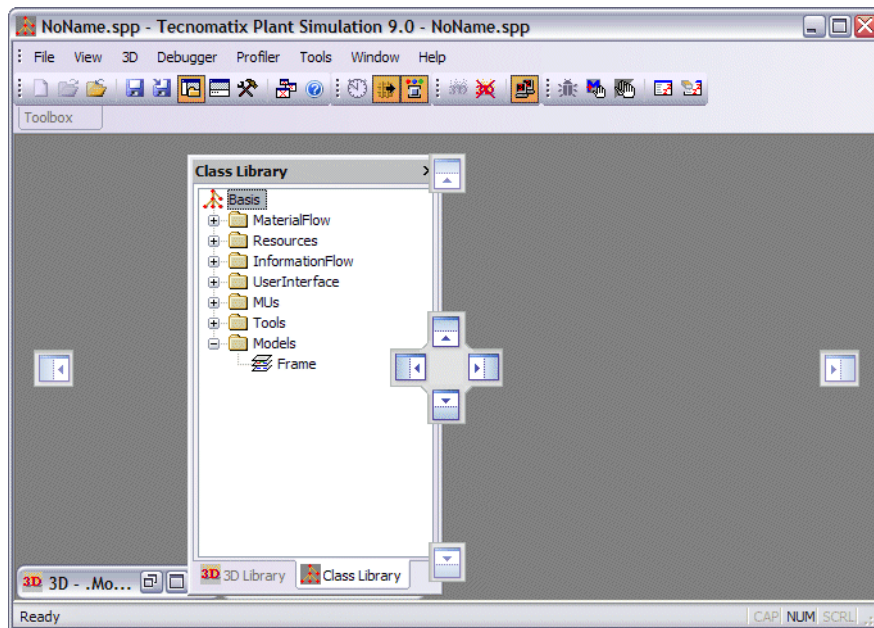 NoName.spp - Tecnomatix Plant Simulation 9.0 - NoName.spp
File View 3D Debugger Profiler Tools Window Help
Toolbox
Class Library
Basis
MaterialFlow
Resources
InformationFlow
UserInterface
MUs
Tools
Models
Frame
3D Library Class Library
3D 3D - .Mo...
Ready CAP NUM SCRL